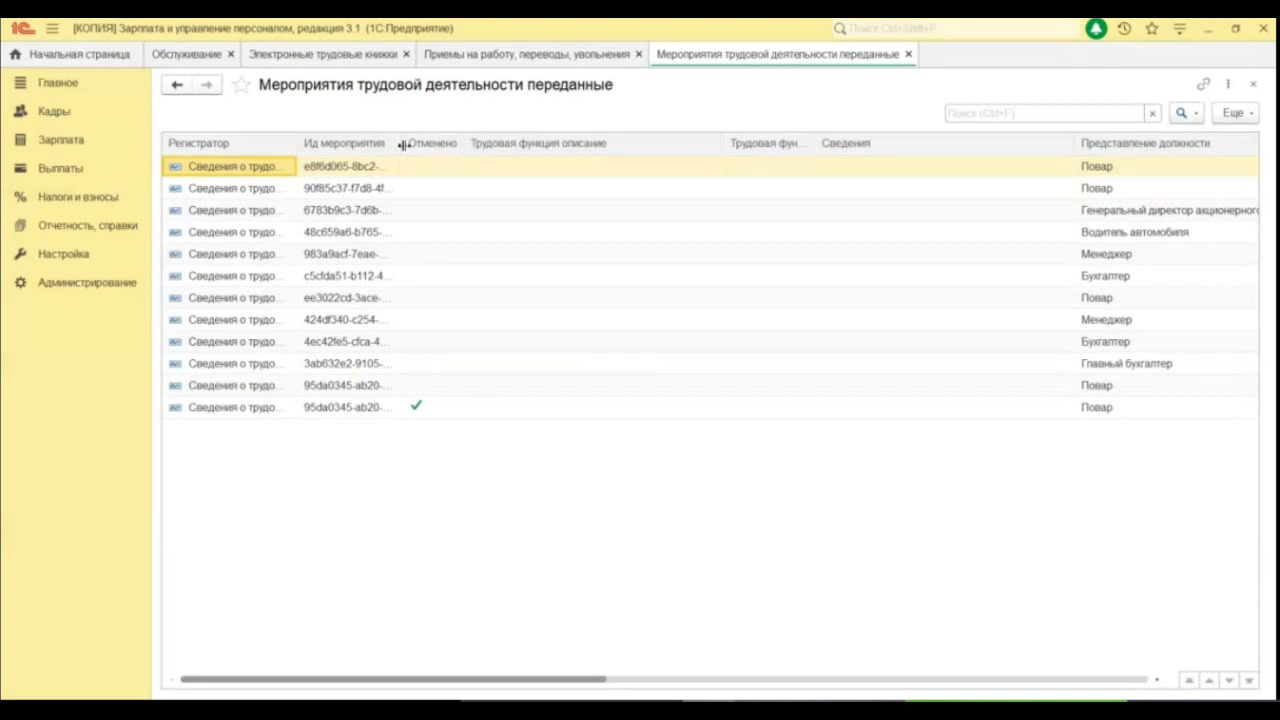 1С [КОПИЯ] Зарплата и управление персоналом, редакция 3.1 (1С:Предприятие) Поиск Ctrl+Shift+F
Начальная страница Обслуживание Электронные трудовые книжки Приемы на работу, переводы, увольнения Мероприятия трудовой деятельности переданные
Главное
Кадры
Зарплата
Выплаты
Налоги и взносы
Отчетность, справки
Настройка
Администрирование
Мероприятия трудовой деятельности переданные
Поиск (Ctrl+F) Еще
Регистратор Ид мероприятия Отменено Трудовая функция описание Трудовая фун... Сведения Представление должности
Сведения о трудо... e8f6d065-8bc2-... Повар
Сведения о трудо... 90f85c37-f7d8-4f... Повар
Сведения о трудо... 6783b9c3-7d6b-... Генеральный директор акционерного
Сведения о трудо... 48c659a6-b765-... Водитель автомобиля
Сведения о трудо... 983a9acf-7eae-... Менеджер
Сведения о трудо... c5cfda51-b112-4... Бухгалтер
Сведения о трудо... ee3022cd-3ace-... Повар
Сведения о трудо... 424df340-c254-... Менеджер
Сведения о трудо... 4ec42fe5-cfca-4... Бухгалтер
Сведения о трудо... 3ab632e2-9105-... Главный бухгалтер
Сведения о трудо... 95da0345-ab20-... Повар
Сведения о трудо... 95da0345-ab20-... Повар